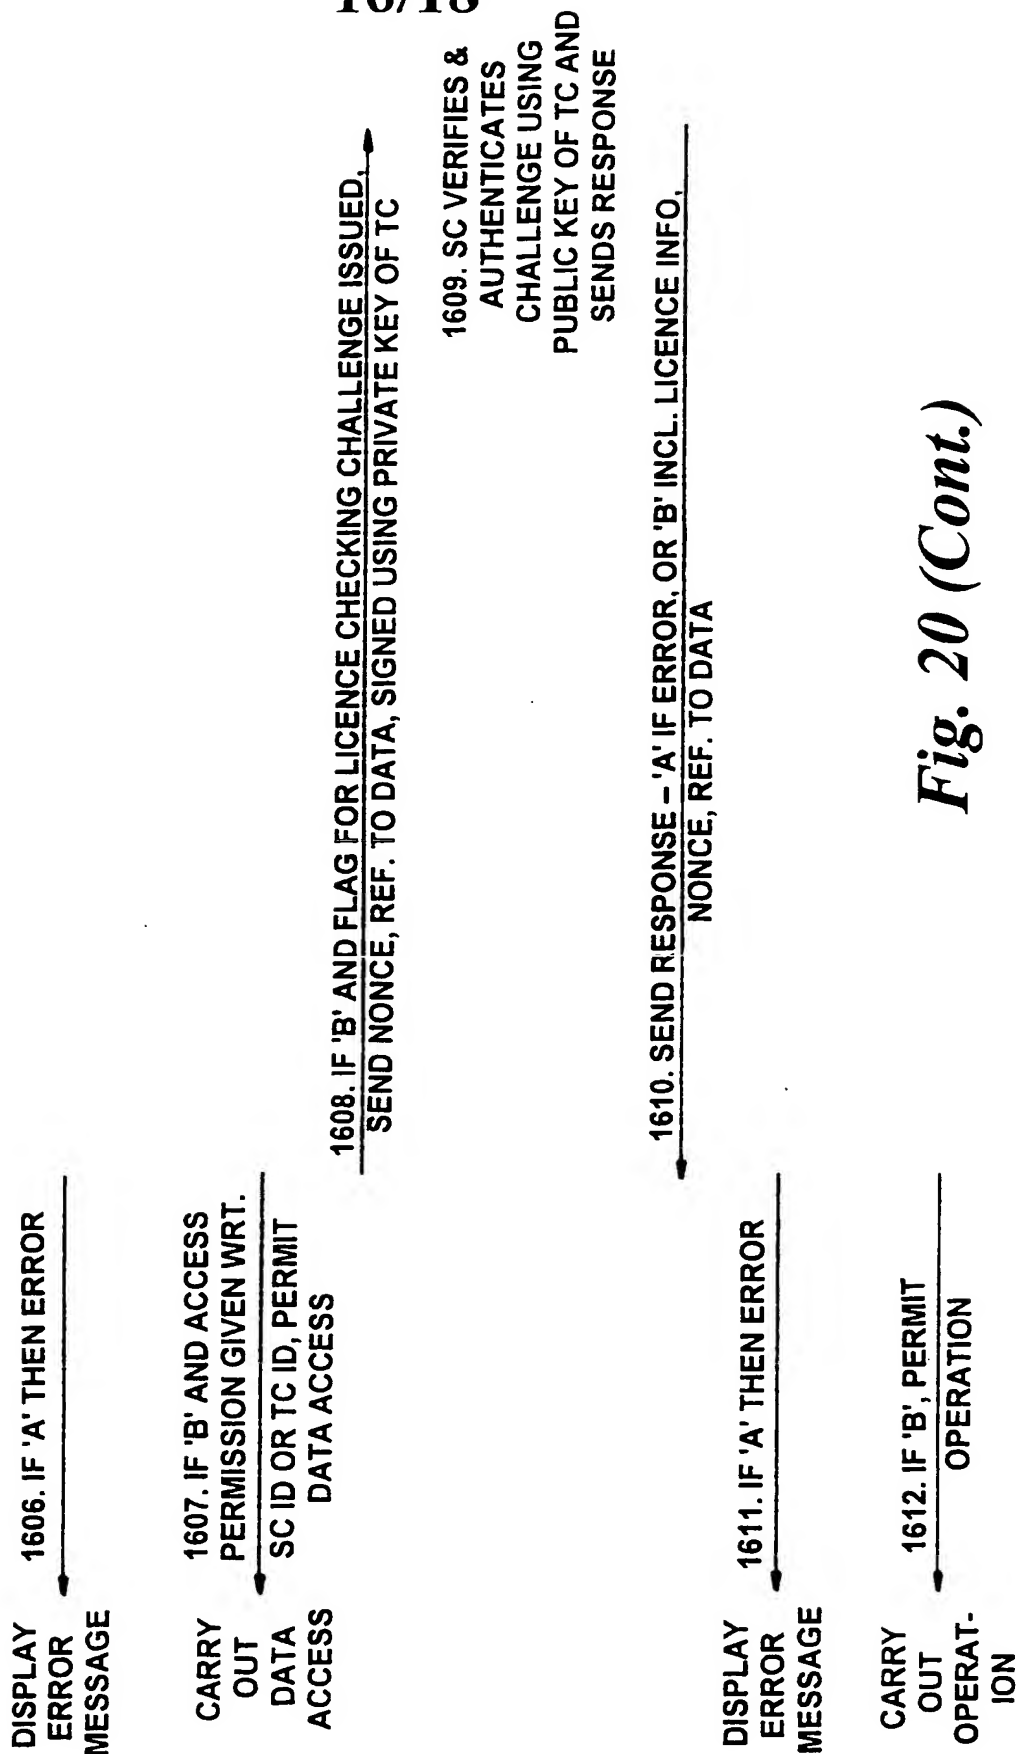 16/18
1606. IF 'A' THEN ERROR
DISPLAY
ERROR
MESSAGE
1607. IF 'B' AND ACCESS
PERMISSION GIVEN WRT.
SC ID OR TC ID, PERMIT
DATA ACCESS
CARRY
OUT
DATA
ACCESS
1608. IF 'B' AND FLAG FOR LICENCE CHECKING CHALLENGE ISSUED,
SEND NONCE, REF. TO DATA, SIGNED USING PRIVATE KEY OF TC
1609. SC VERIFIES &
AUTHENTICATES
CHALLENGE USING
PUBLIC KEY OF TC AND
SENDS RESPONSE
1610. SEND RESPONSE – 'A' IF ERROR, OR 'B' INCL. LICENCE INFO,
NONCE, REF. TO DATA
1611. IF 'A' THEN ERROR
DISPLAY
ERROR
MESSAGE
1612. IF 'B', PERMIT
OPERATION
CARRY
OUT
OPERAT-
ION
Fig. 20 (Cont.)